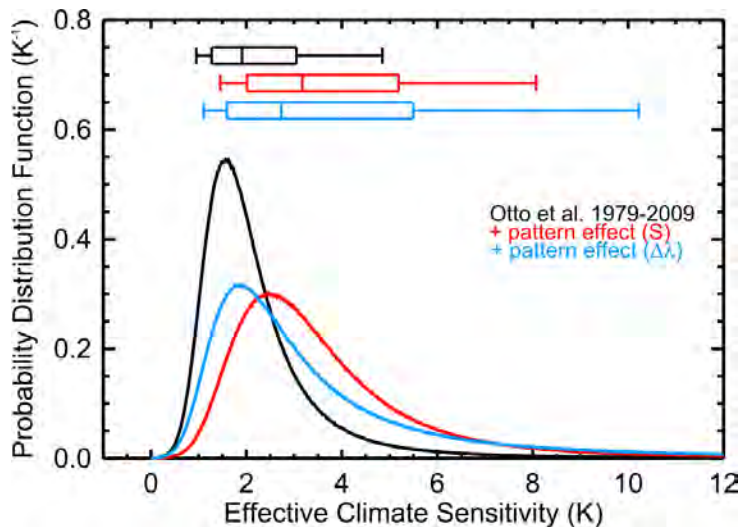 0.8
0.6
0.4
0.2
0.0
Probability Distribution Function (K⁻¹)
Otto et al. 1979-2009
+ pattern effect (S)
+ pattern effect (Δλ)
0 2 4 6 8 10 12
Effective Climate Sensitivity (K)